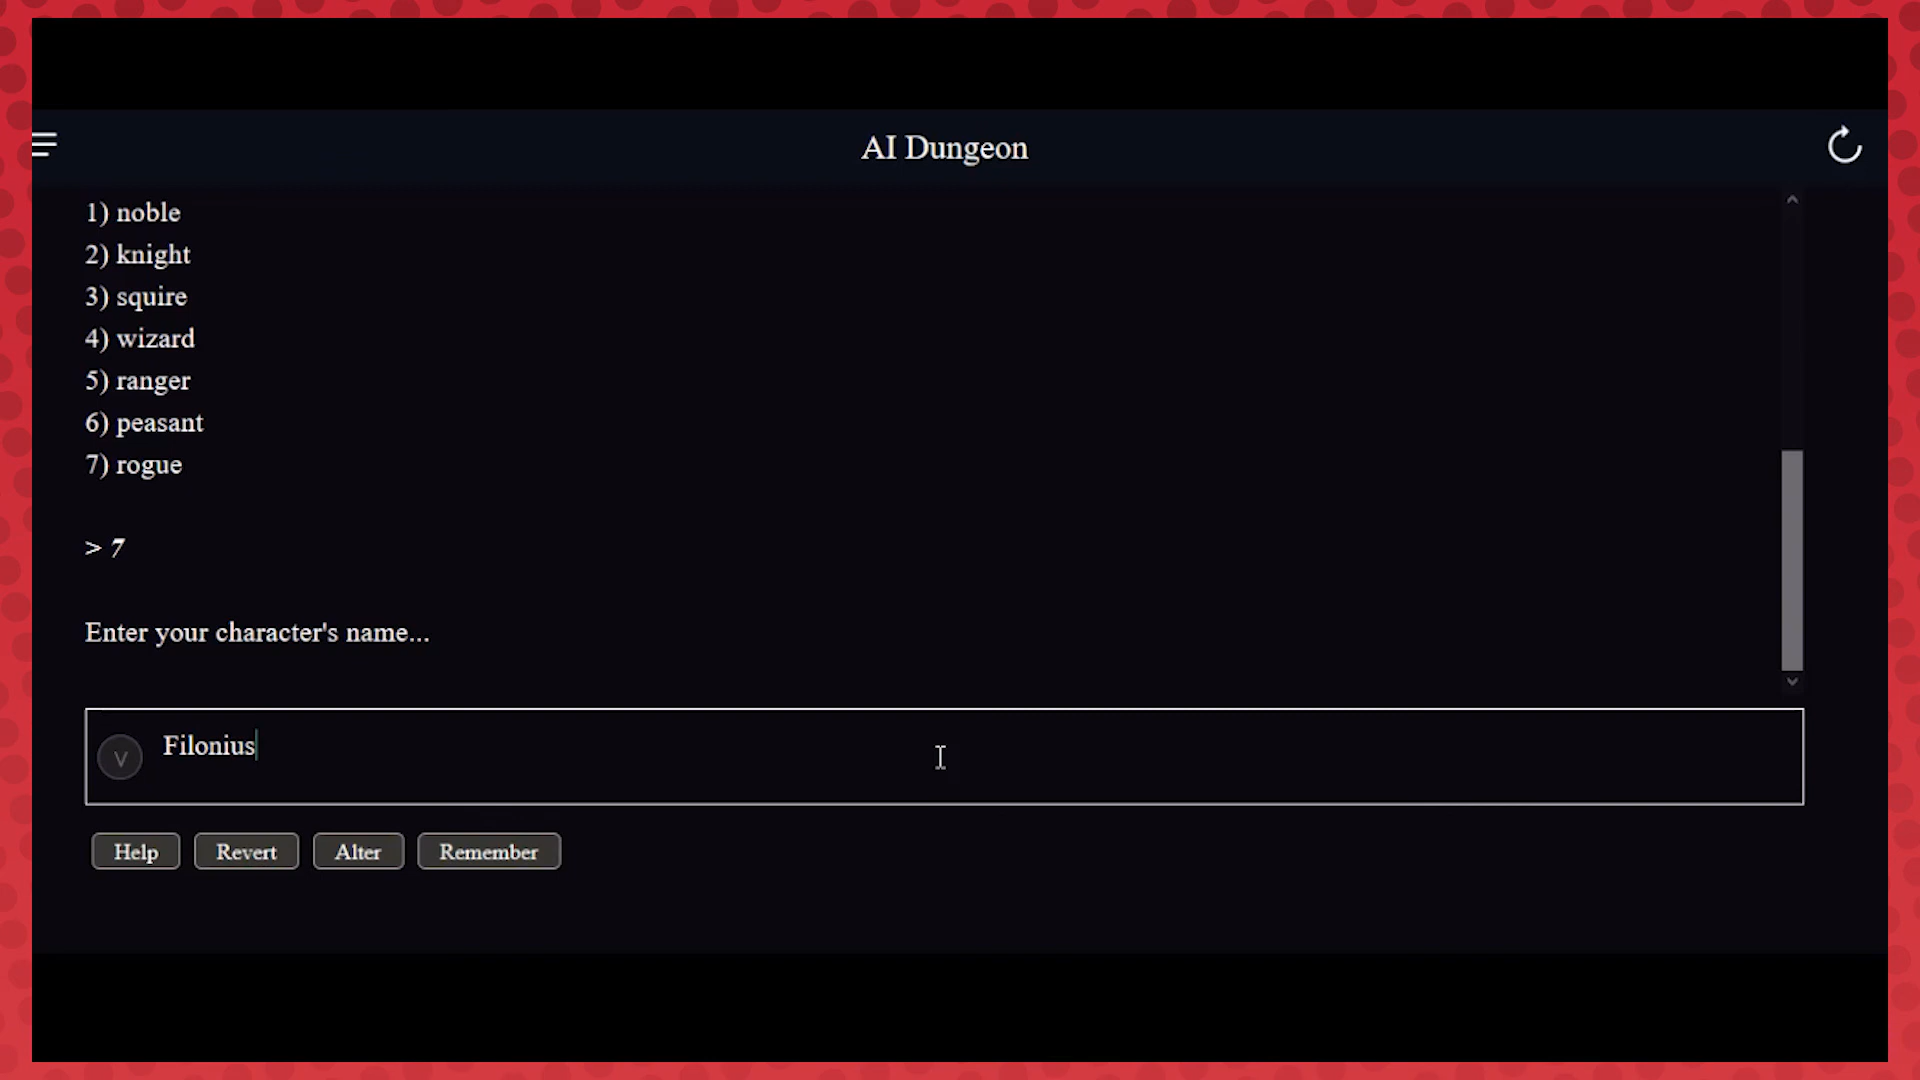 AI Dungeon
1) noble
2) knight
3) squire
4) wizard
5) ranger
6) peasant
7) rogue
> 7
Enter your character's name...
V Filonius
Help Revert Alter Remember